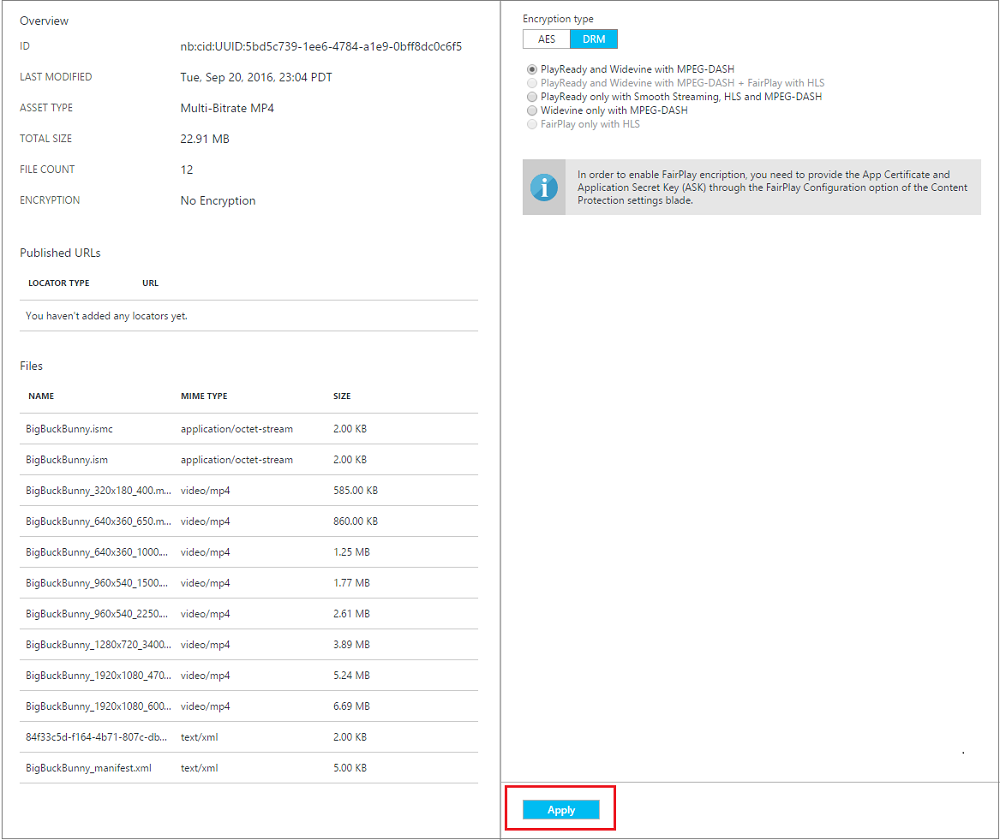 Overview
ID nb:cid:UUID:5bd5c739-1ee6-4784-a1e9-0bff8dc0c6f5
LAST MODIFIED Tue, Sep 20, 2016, 23:04 PDT
ASSET TYPE Multi-Bitrate MP4
TOTAL SIZE 22.91 MB
FILE COUNT 12
ENCRYPTION No Encryption
Published URLs
LOCATOR TYPE URL
You haven't added any locators yet.
Files
NAME MIME TYPE SIZE
BigBuckBunny.ismc application/octet-stream 2.00 KB
BigBuckBunny.ism application/octet-stream 2.00 KB
BigBuckBunny_320x180_400.m... video/mp4 585.00 KB
BigBuckBunny_640x360_650.m... video/mp4 860.00 KB
BigBuckBunny_640x360_1000.... video/mp4 1.25 MB
BigBuckBunny_960x540_1500.... video/mp4 1.77 MB
BigBuckBunny_960x540_2250.... video/mp4 2.61 MB
BigBuckBunny_1280x720_3400... video/mp4 3.89 MB
BigBuckBunny_1920x1080_470... video/mp4 5.24 MB
BigBuckBunny_1920x1080_600... video/mp4 6.69 MB
84f33c5d-f164-4b71-807c-db... text/xml 2.00 KB
BigBuckBunny_manifest.xml text/xml 5.00 KB
Encryption type
AES DRM
PlayReady and Widevine with MPEG-DASH
PlayReady and Widevine with MPEG-DASH + FairPlay with HLS
PlayReady only with Smooth Streaming, HLS and MPEG-DASH
Widevine only with MPEG-DASH
FairPlay only with HLS
In order to enable FairPlay encription, you need to provide the App Certificate and
Application Secret Key (ASK) through the FairPlay Configuration option of the Content
Protection settings blade.
Apply